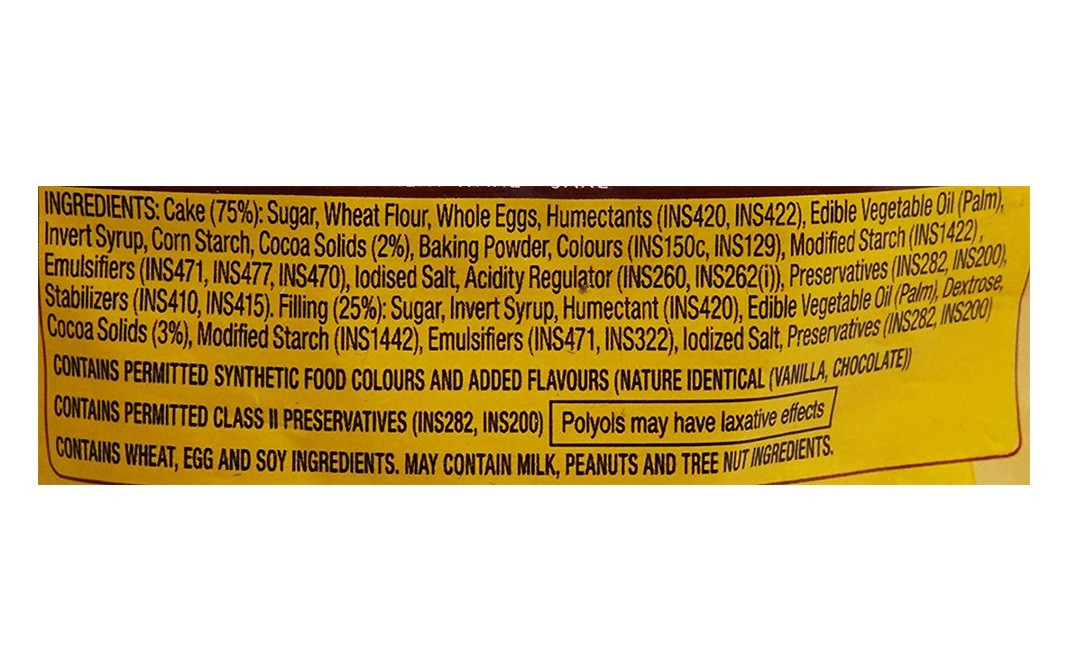 INGREDIENTS: Cake (75%): Sugar, Wheat Flour, Whole Eggs, Humectants (INS420, INS422), Edible Vegetable Oil (Palm),
Invert Syrup, Corn Starch, Cocoa Solids (2%), Baking Powder, Colours (INS150c, INS129), Modified Starch (INS1422),
Emulsifiers (INS471, INS477, INS470), Iodised Salt, Acidity Regulator (INS260, INS262(i)), Preservatives (INS282, INS200),
Stabilizers (INS410, INS415). Filling (25%): Sugar, Invert Syrup, Humectant (INS420), Edible Vegetable Oil (Palm), Dextrose,
Cocoa Solids (3%), Modified Starch (INS1442), Emulsifiers (INS471, INS322), Iodized Salt, Preservatives (INS282, INS200)
CONTAINS PERMITTED SYNTHETIC FOOD COLOURS AND ADDED FLAVOURS (NATURE IDENTICAL (VANILLA, CHOCOLATE))
CONTAINS PERMITTED CLASS II PRESERVATIVES (INS282, INS200) Polyols may have laxative effects
CONTAINS WHEAT, EGG AND SOY INGREDIENTS. MAY CONTAIN MILK, PEANUTS AND TREE NUT INGREDIENTS.